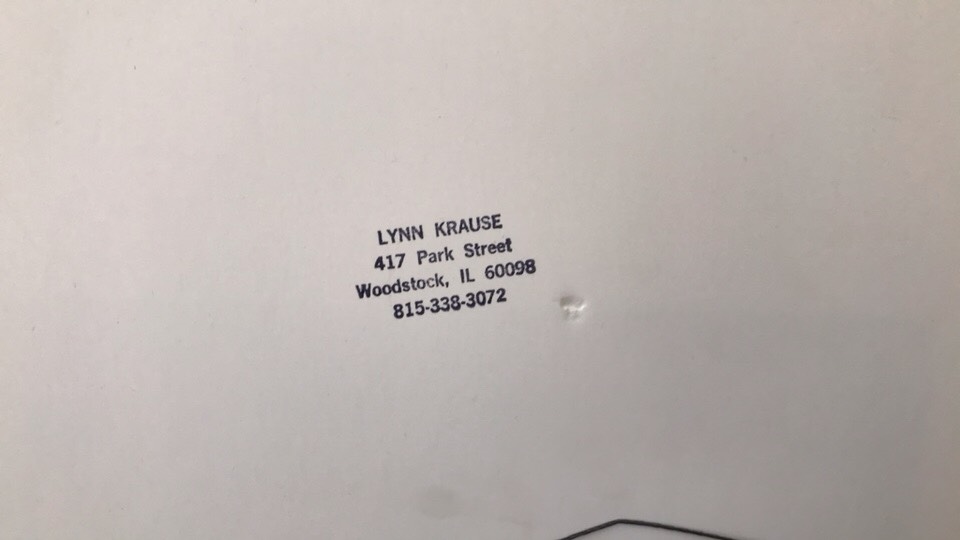 LYNN KRAUSE
417 Park Street
Woodstock, IL 60098
815-338-3072